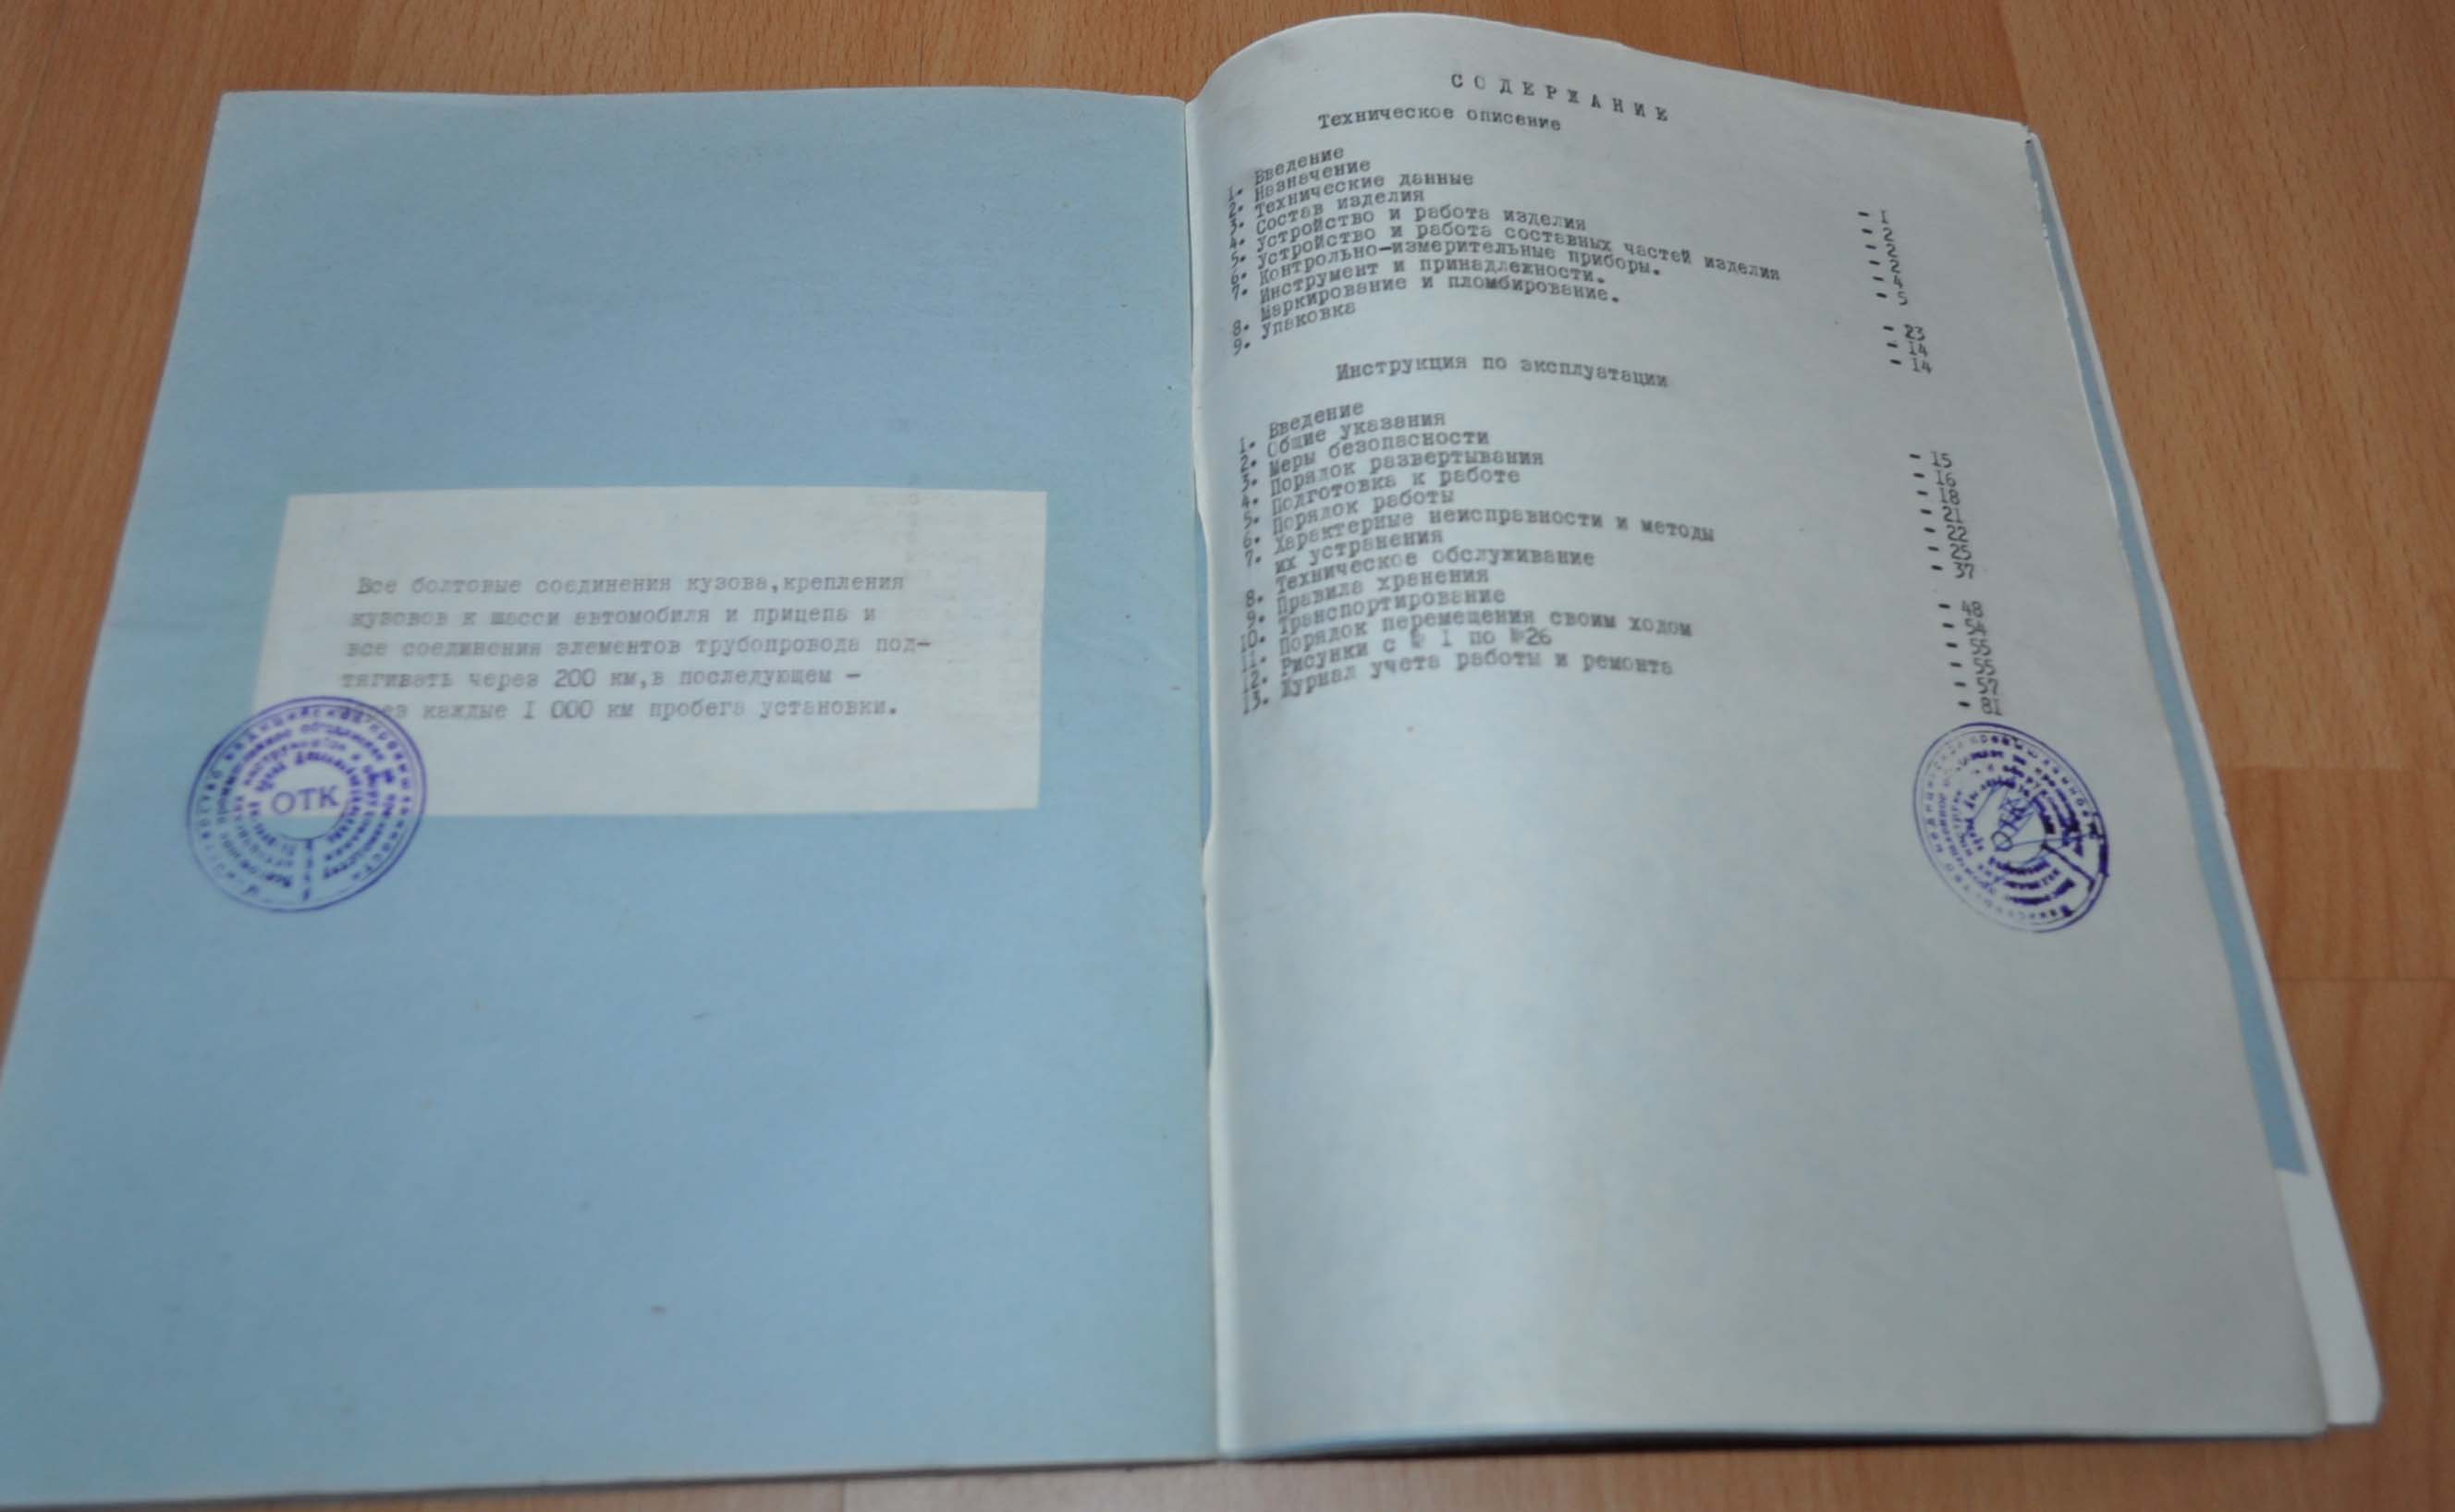 Все болтовые соединения кузова, крепления
кузовов к шасси автомобиля и прицепа и
все соединения элементов трубопровода под-
тягивать через 200 км, в последующем -
каждые I 000 км пробега установки.
ОТК
СОДЕРЖАНИЕ
Техническое описание
1. Введение - I
2. Назначение - 2
3. Технические данные - 2
4. Состав изделия - 2
5. Устройство и работа изделия - 4
6. Устройство и работа составных частей изделия - 5
7. Контрольно-измерительные приборы.
Инструмент и принадлежности. - 23
8. Маркирование и пломбирование. - 14
9. Упаковка - 14
Инструкция по эксплуатации
1. Введение - 15
2. Общие указания - 16
3. Меры безопасности - 18
4. Порядок развертывания - 21
5. Подготовка к работе - 22
6. Порядок работы - 25
7. Характерные неисправности и методы - 37
их устранения
8. Техническое обслуживание - 48
9. Правила хранения - 54
10. Транспортирование - 55
11. Порядок перемещения своим ходом - 55
12. Рисунки с № I по №26 - 57
13. Журнал учета работы и ремонта - 81
ОТК